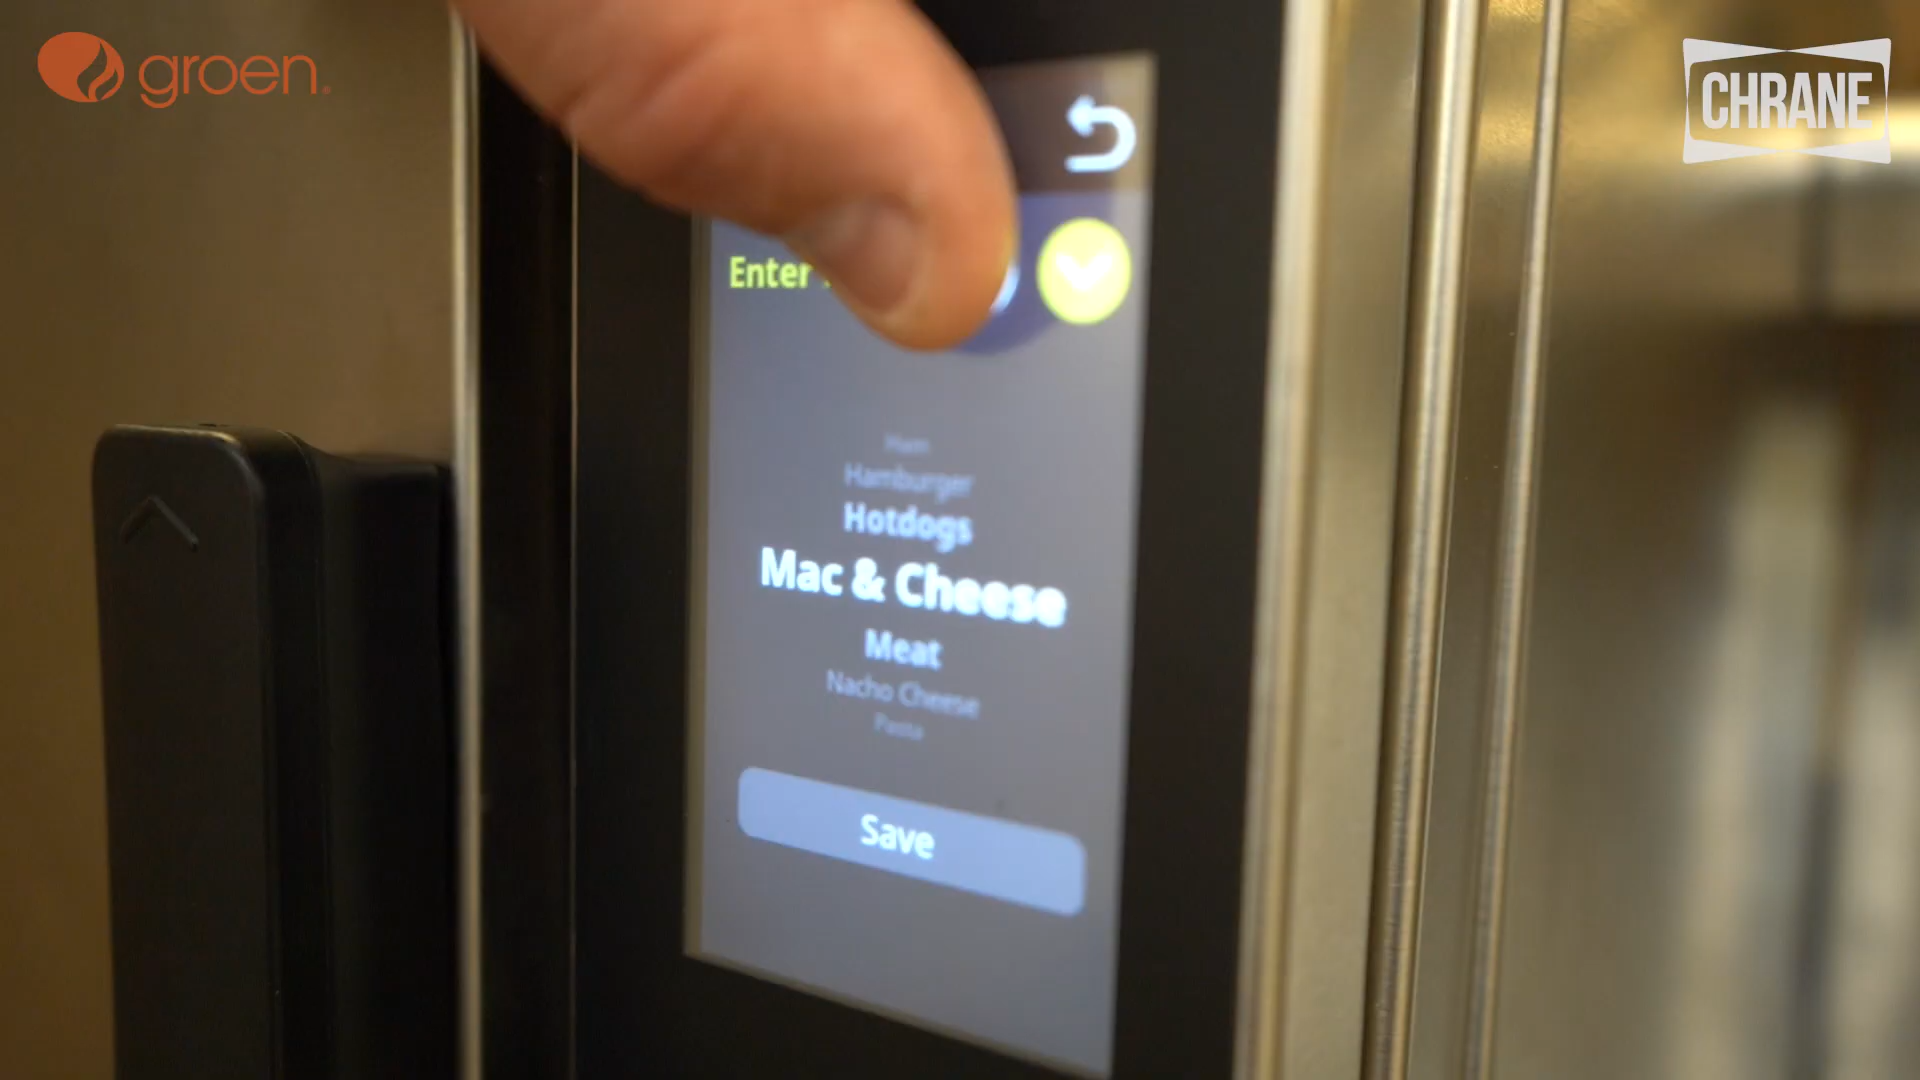 groen.
CHRANE
Enter
Ham
Hamburger
Hotdogs
Mac & Cheese
Meat
Nacho Cheese
Pasta
Save